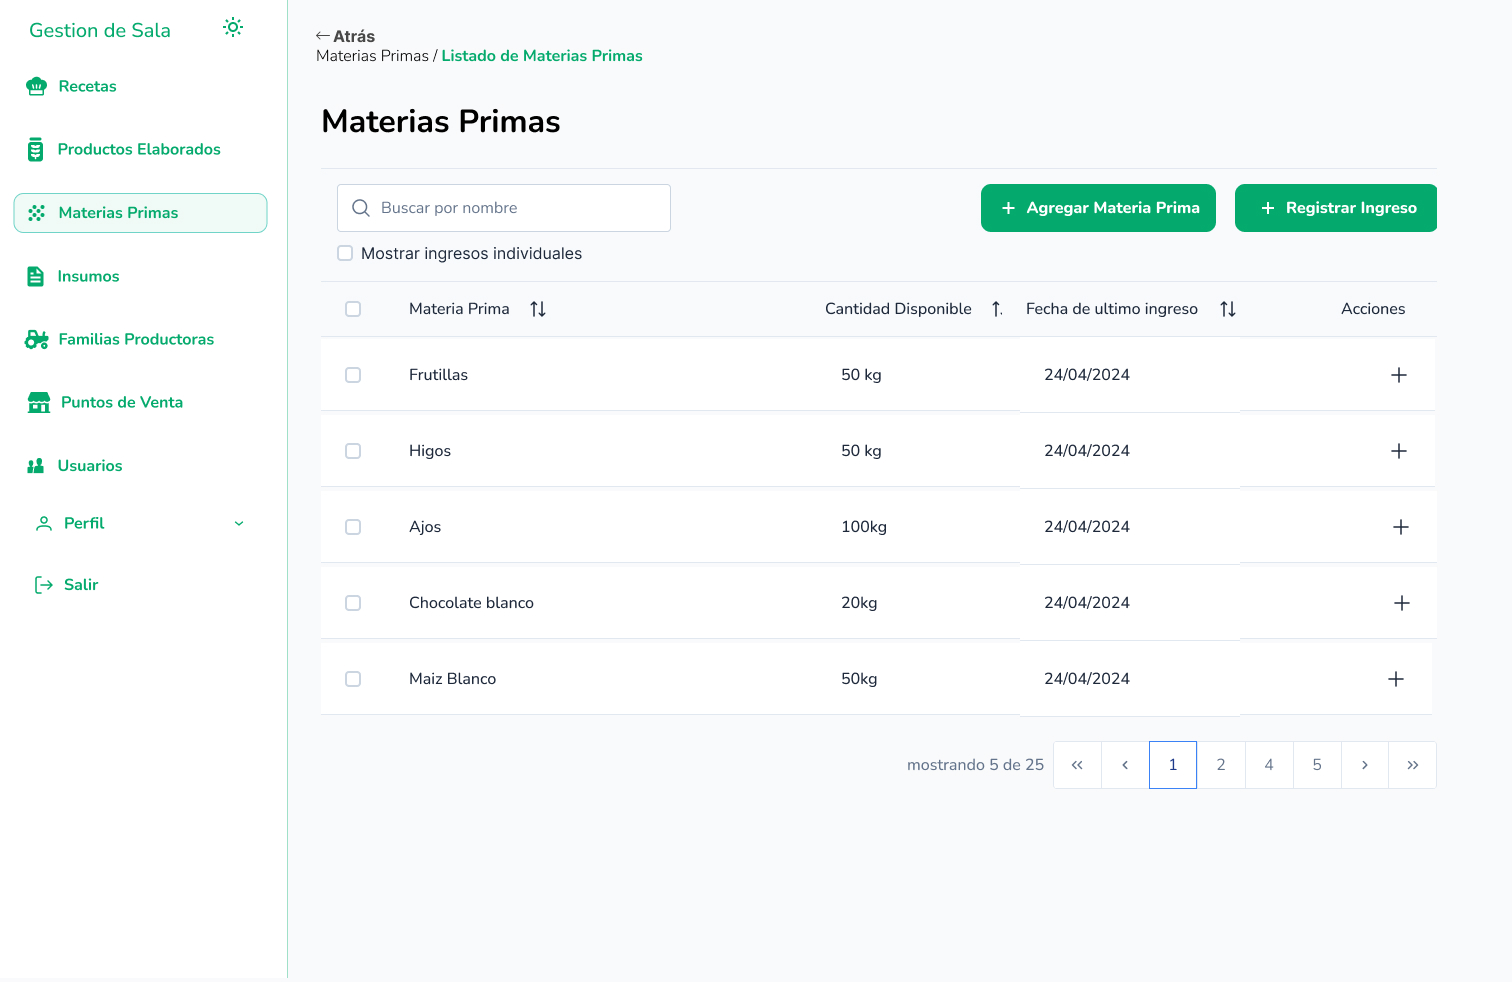 Gestion de Sala
Recetas
Productos Elaborados
Materias Primas
Insumos
Familias Productoras
Puntos de Venta
Usuarios
Perfil
Salir
Atrás
Materias Primas / Listado de Materias Primas
Materias Primas
Buscar por nombre
Agregar Materia Prima
Registrar Ingreso
Mostrar ingresos individuales
Materia Prima Cantidad Disponible Fecha de ultimo ingreso Acciones
Frutillas 50 kg 24/04/2024
Higos 50 kg 24/04/2024
Ajos 100kg 24/04/2024
Chocolate blanco 20kg 24/04/2024
Maiz Blanco 50kg 24/04/2024
mostrando 5 de 25 « ‹ 1 2 4 5 › »